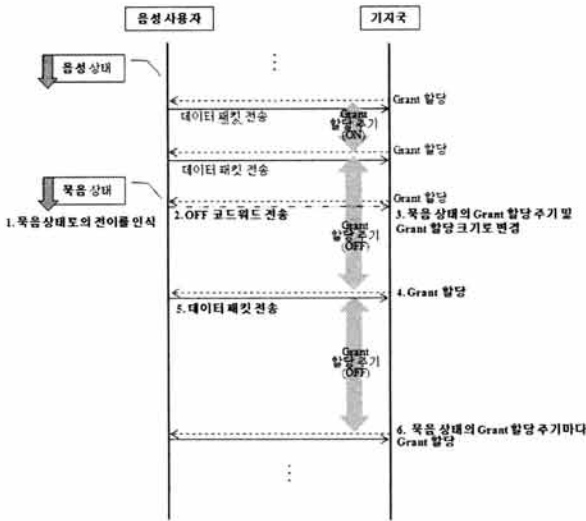 음성 사용자
기지국
음성 상태
Grant 할당
데이터 패킷 전송
Grant
할당 주기
(ON)
Grant 할당
데이터 패킷 전송
묵음 상태
Grant 할당
1. 묵음상태로의 전이를 인식
2. OFF 코드워드 전송
3. 묵음 상태의 Grant 할당 주기 및
Grant 할당 크기로 변경
Grant
할당 주기
(OFF)
4. Grant 할당
5. 데이터 패킷 전송
Grant
할당 주기
(OFF)
6. 묵음 상태의 Grant 할당 주기마다
Grant 할당